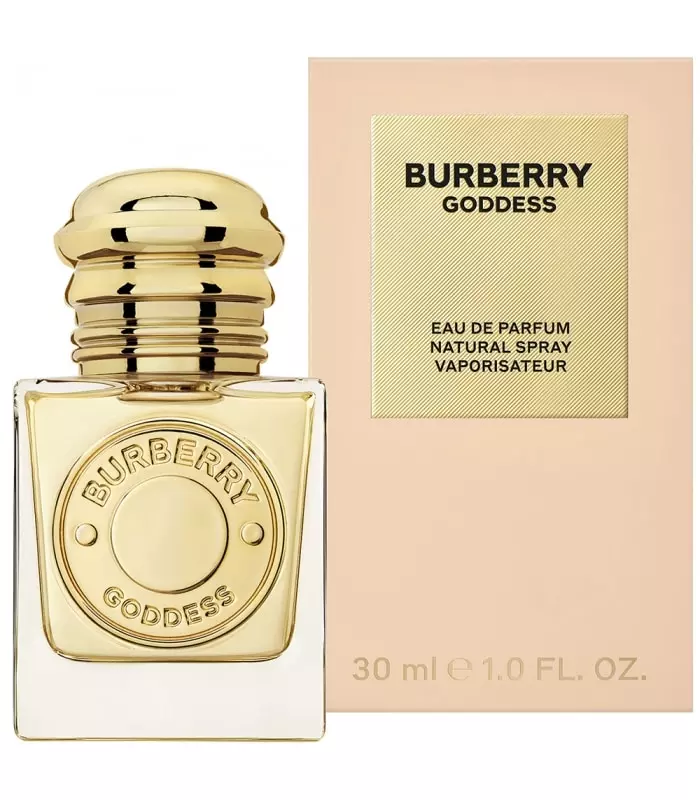 BURBERRY
GODDESS
EAU DE PARFUM
NATURAL SPRAY
VAPORISATEUR
BURBERRY
GODDESS
30 ml ℮ 1.0 FL. OZ.